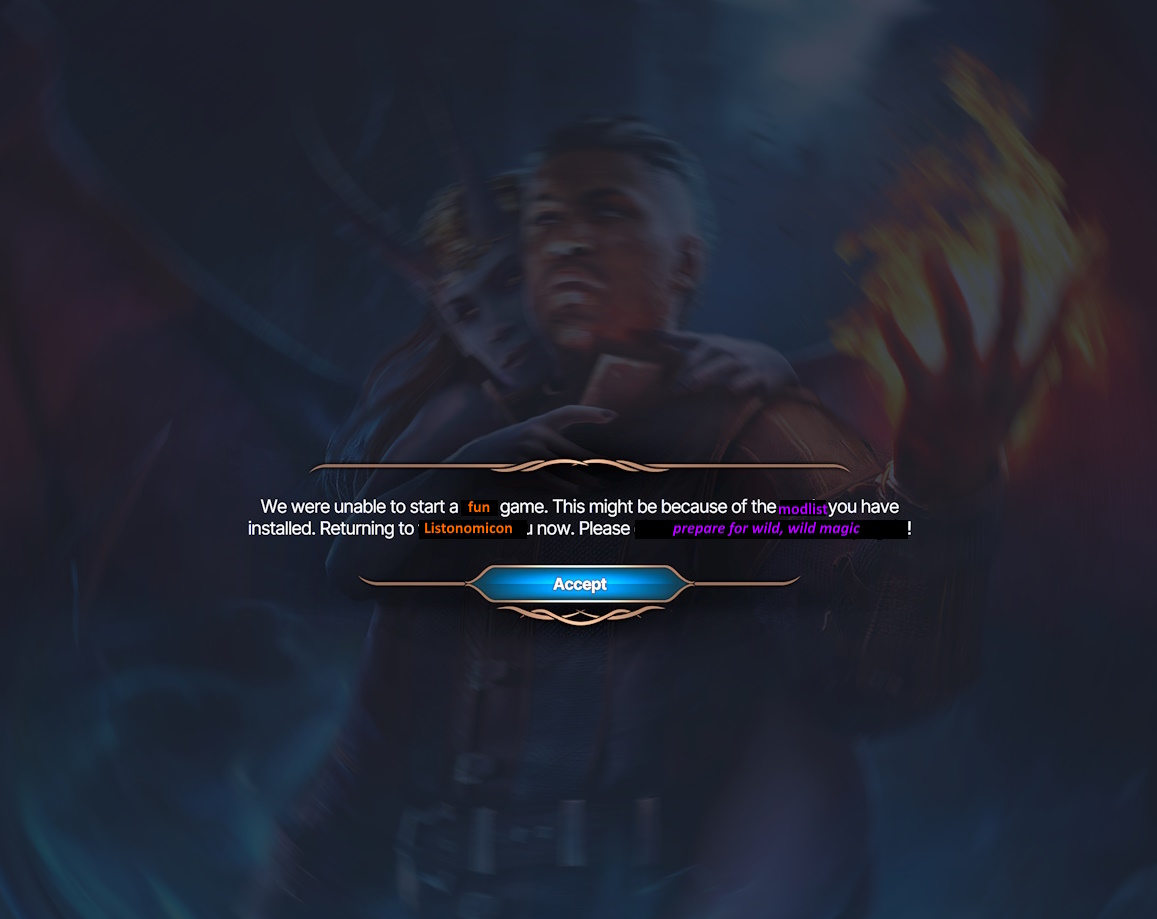 We were unable to start a fun game. This might be because of the modlist you have
installed. Returning to Listonomicon u now. Please prepare for wild, wild magic !
Accept